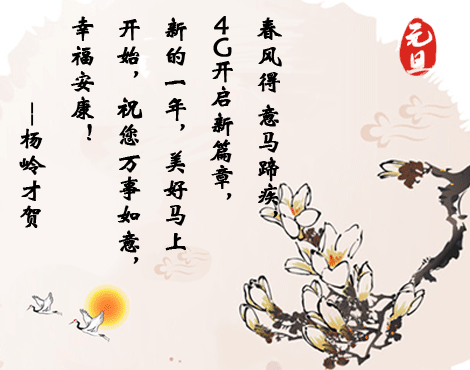 元旦
春风得 意马蹄疾，
4G开启新篇章，
新的一年，美好马上
开始，祝您万事如意，
幸福安康！
—杨岭才贺